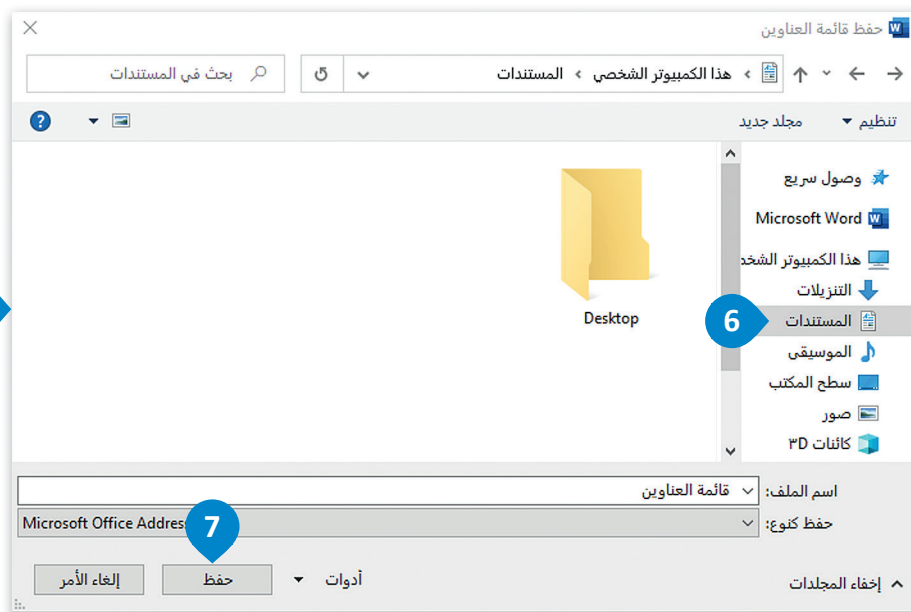 حفظ قائمة العناوين
هذا الكمبيوتر الشخصي › المستندات
بحث في المستندات
تنظيم
مجلد جديد
وصول سريع
Microsoft Word
هذا الكمبيوتر الشخص
التنزيلات
المستندات
6
الموسيقى
سطح المكتب
صور
كائنات ٣D
Desktop
اسم الملف: قائمة العناوين
حفظ كنوع: Microsoft Office Addres
7
إخفاء المجلدات
أدوات
حفظ
إلغاء الأمر